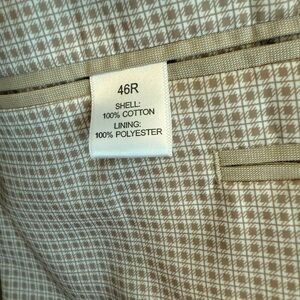 46R
SHELL:
100% COTTON
LINING:
100% POLYESTER